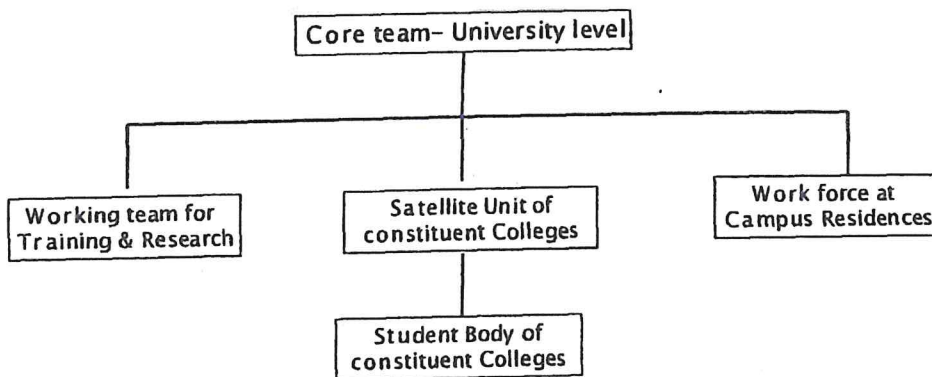 Core team– University level
Working team for
Training & Research
Satellite Unit of
constituent Colleges
Work force at
Campus Residences
Student Body of
constituent Colleges